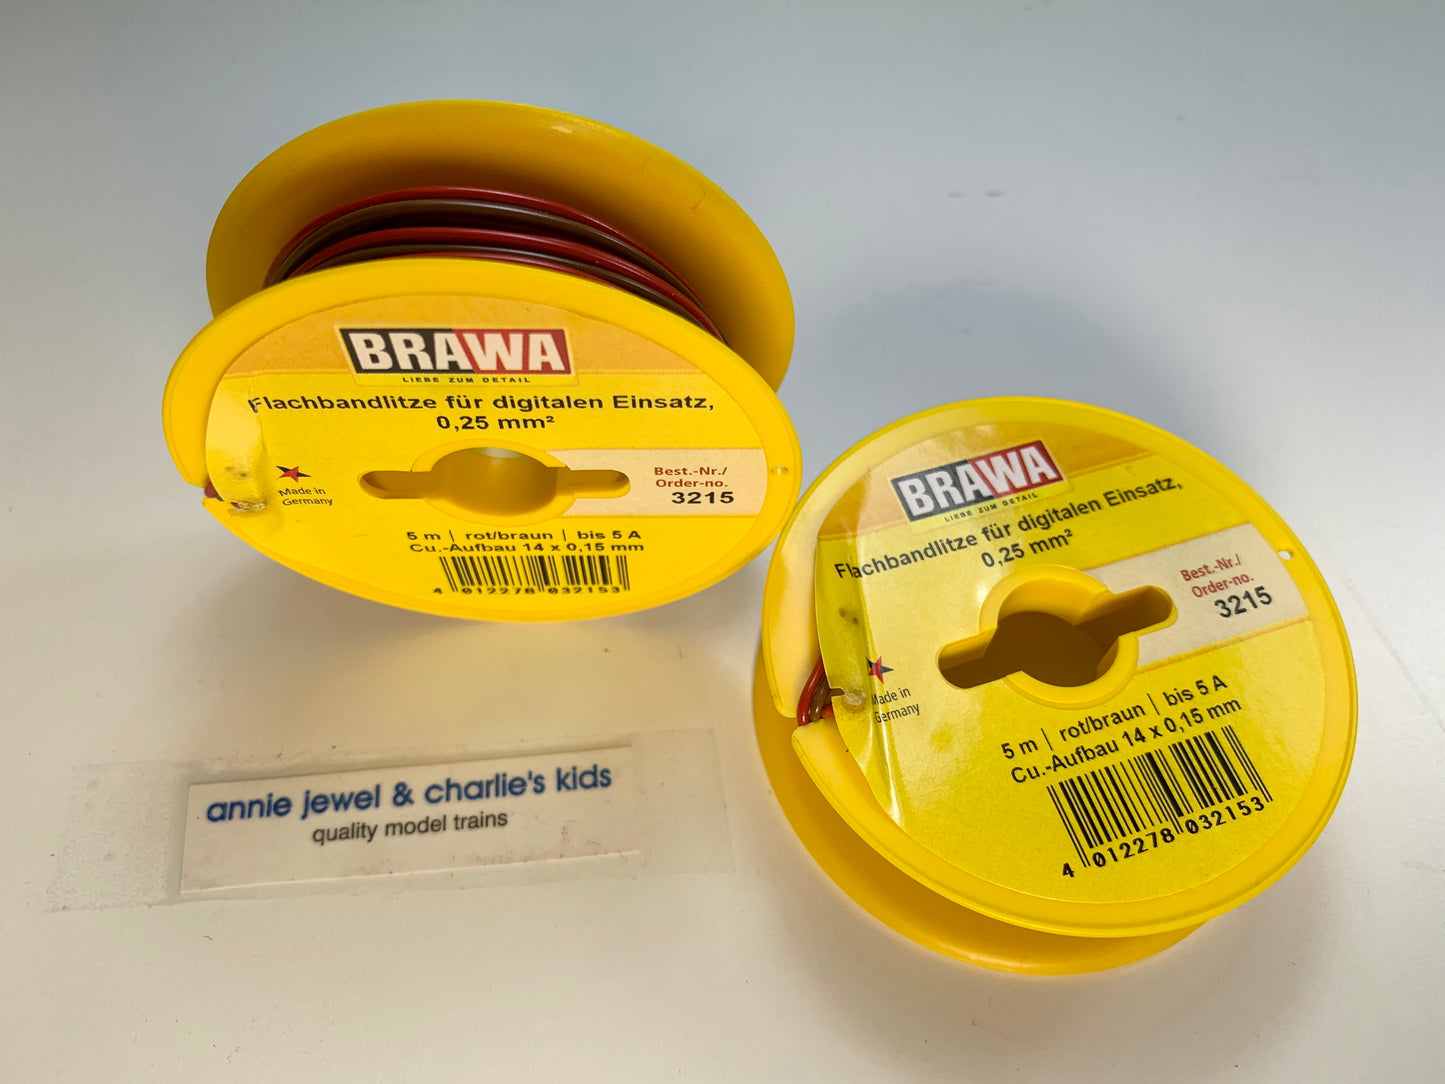 BRAWA
LIEBE ZUM DETAIL
Flachbandlitze für digitalen Einsatz,
0,25 mm²
Made in
Germany
Best.-Nr./
Order-no.
3215
5 m | rot/braun | bis 5 A
Cu.-Aufbau 14 x 0,15 mm
4 012278 032153
BRAWA
LIEBE ZUM DETAIL
Flachbandlitze für digitalen Einsatz,
0,25 mm²
Made in
Germany
Best.-Nr./
Order-no.
3215
5 m | rot/braun | bis 5 A
Cu.-Aufbau 14 x 0,15 mm
4 012278 032153
annie jewel & charlie's kids
quality model trains